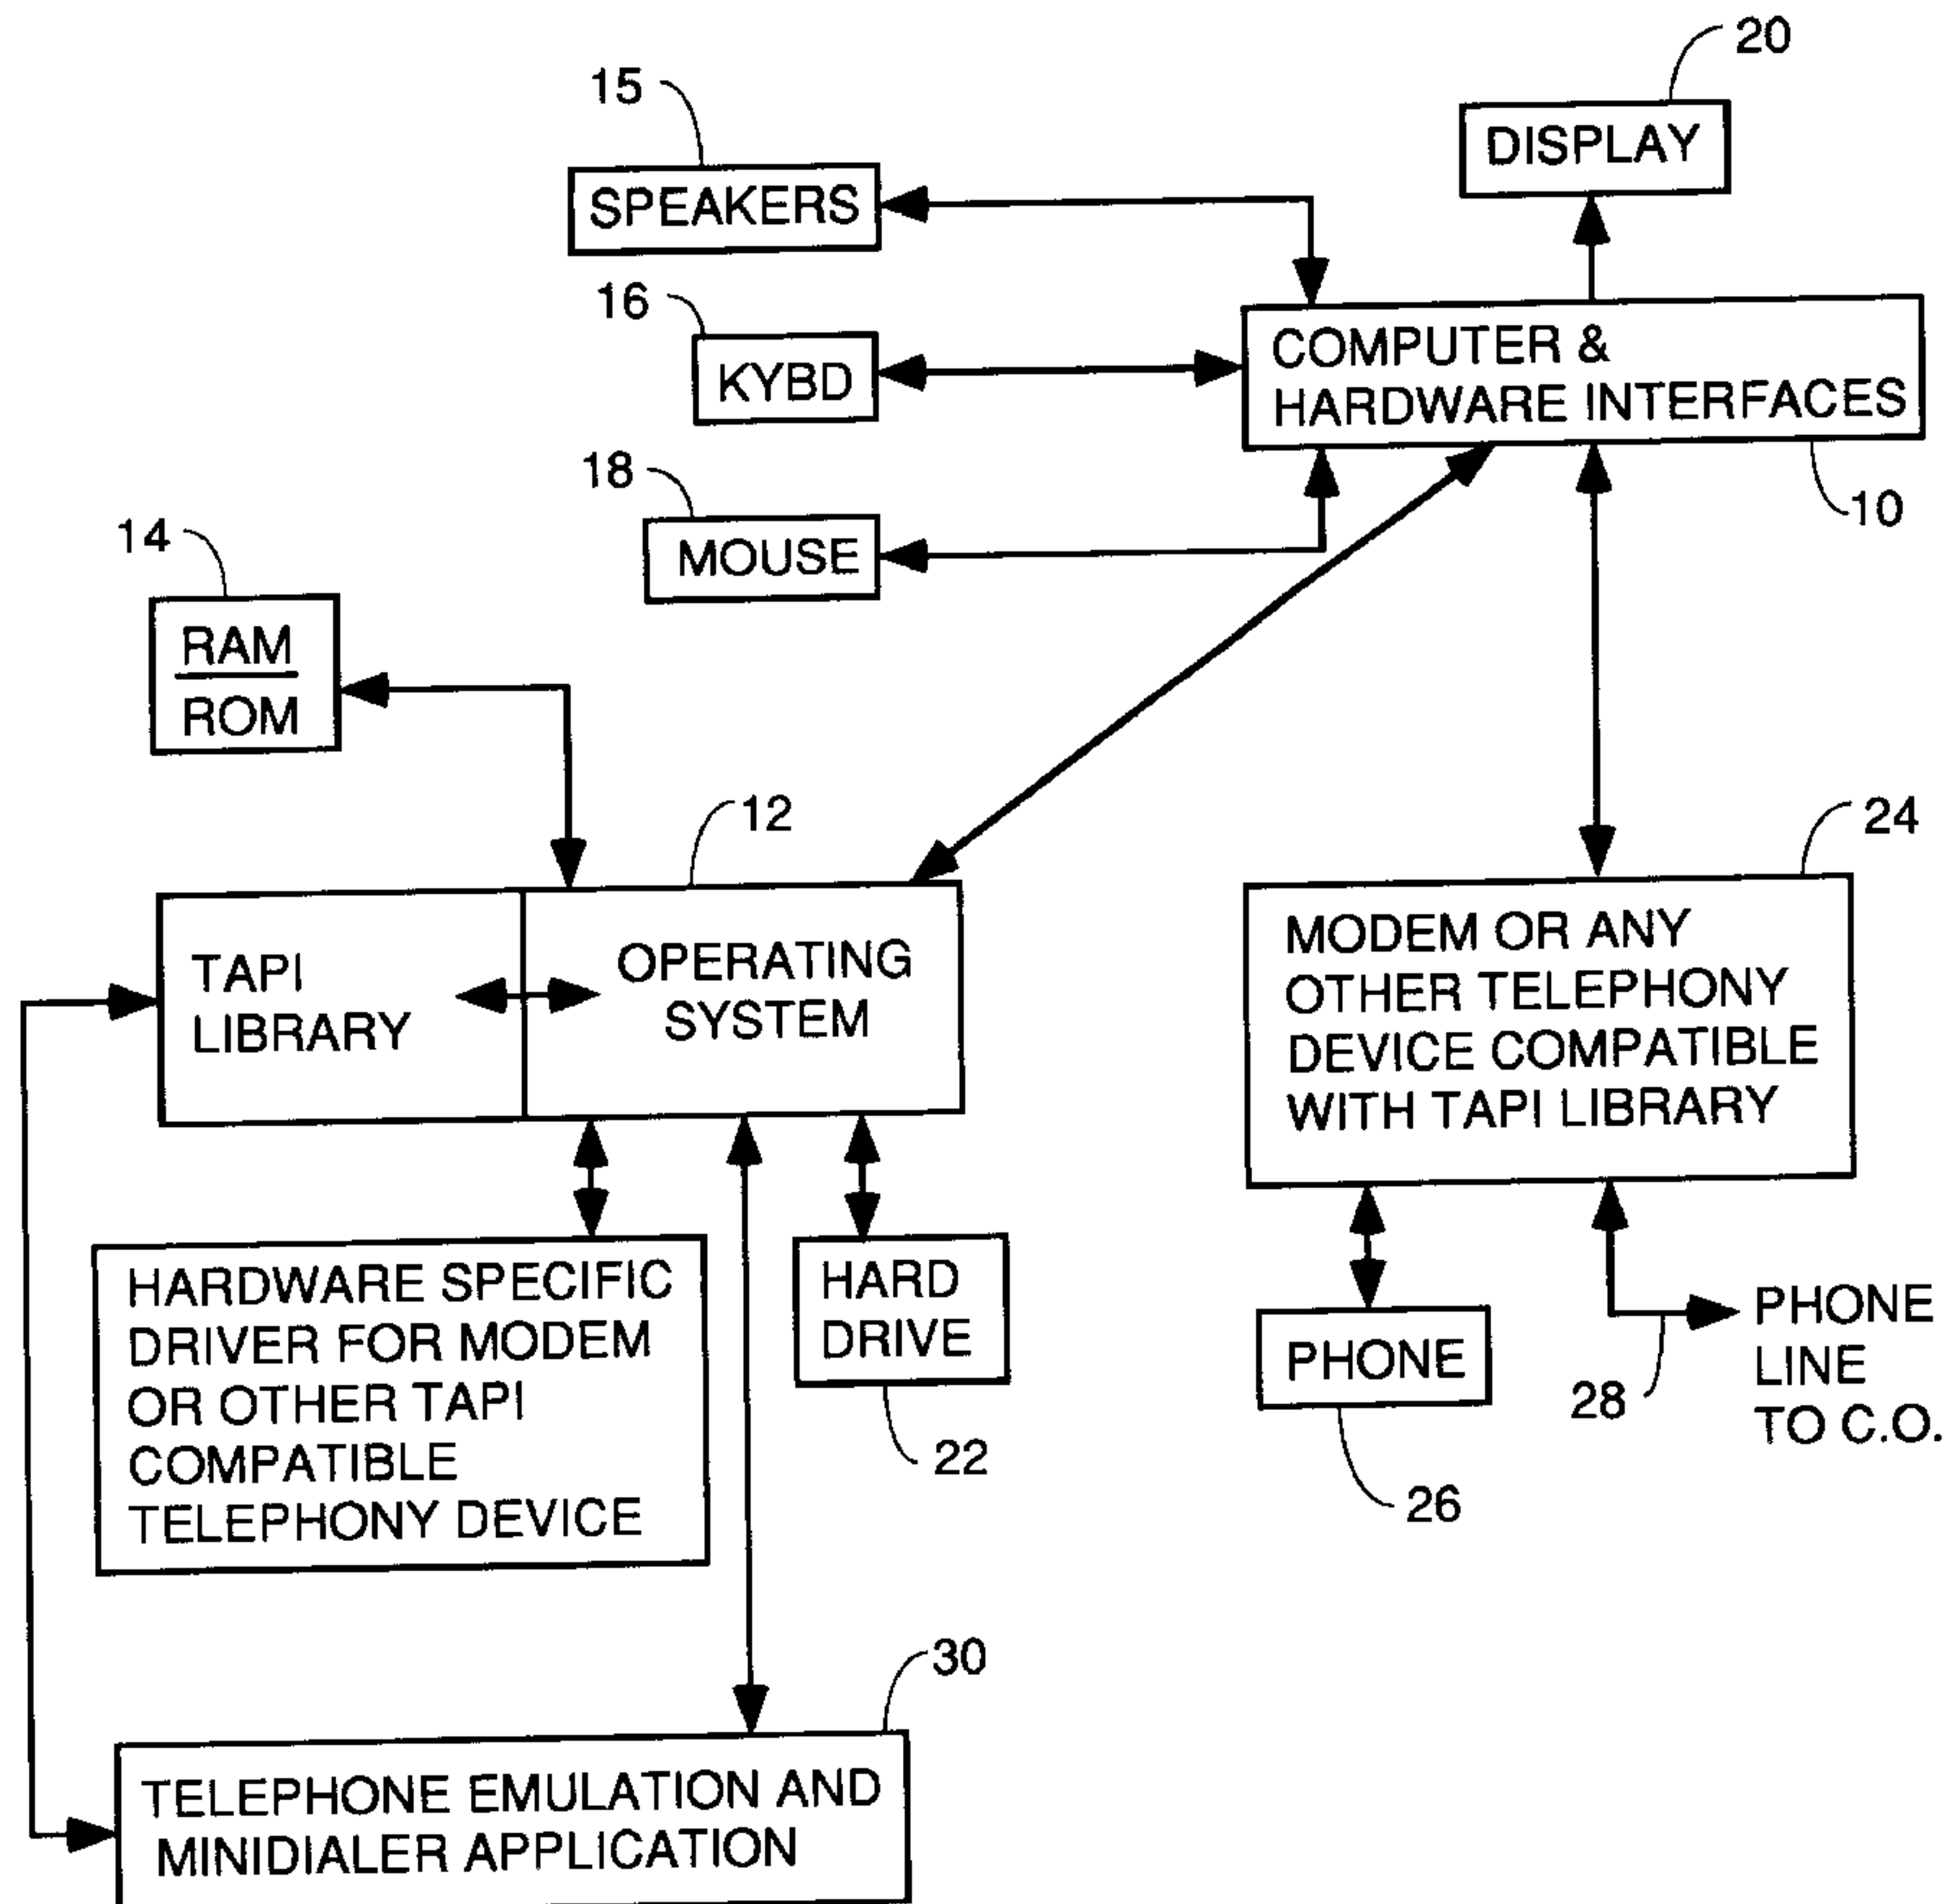 20
15
DISPLAY
SPEAKERS
16
COMPUTER &
HARDWARE INTERFACES
KYBD
18
10
14
MOUSE
RAM
ROM
12
24
MODEM OR ANY
OTHER TELEPHONY
DEVICE COMPATIBLE
WITH TAPI LIBRARY
TAPI
LIBRARY
OPERATING
SYSTEM
HARDWARE SPECIFIC
DRIVER FOR MODEM
OR OTHER TAPI
COMPATIBLE
TELEPHONY DEVICE
HARD
DRIVE
22
PHONE
26
28
PHONE
LINE
TO C.O.
30
TELEPHONE EMULATION AND
MINIDIALER APPLICATION